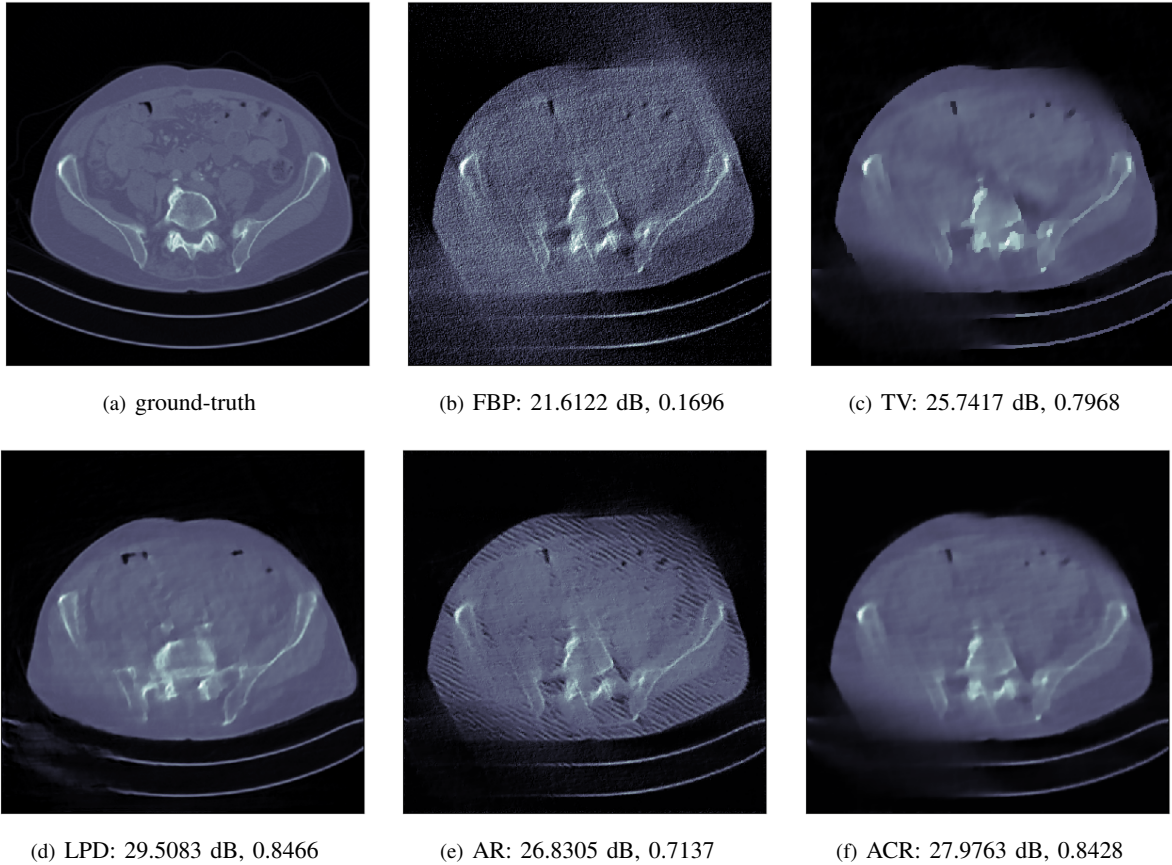 (a) ground-truth
(b) FBP: 21.6122 dB, 0.1696
(c) TV: 25.7417 dB, 0.7968
(d) LPD: 29.5083 dB, 0.8466
(e) AR: 26.8305 dB, 0.7137
(f) ACR: 27.9763 dB, 0.8428